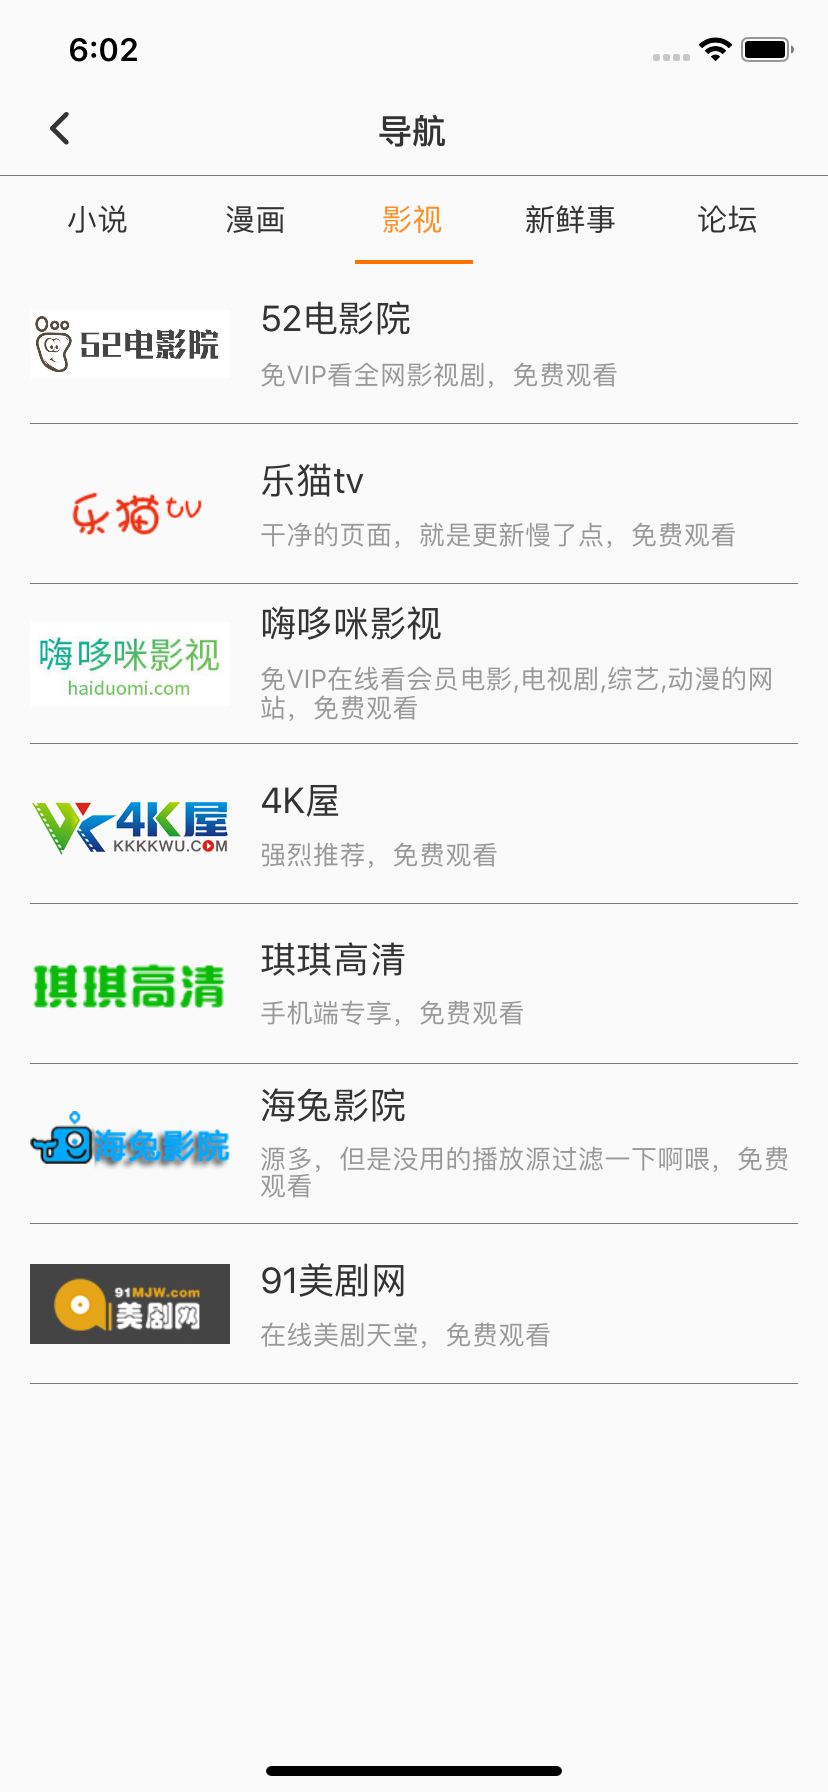 6:02
导航
小说 漫画 影视 新鲜事 论坛
52电影院
52电影院
免VIP看全网影视剧，免费观看
乐猫tv
乐猫tv
干净的页面，就是更新慢了点，免费观看
嗨哆咪影视
haiduomi.com
嗨哆咪影视
免VIP在线看会员电影,电视剧,综艺,动漫的网
站，免费观看
4K屋
KKKKWU.COM
4K屋
强烈推荐，免费观看
琪琪高清
琪琪高清
手机端专享，免费观看
海兔影院
海兔影院
源多，但是没用的播放源过滤一下啊喂，免费
观看
91MJW.com
美剧网
91美剧网
在线美剧天堂，免费观看